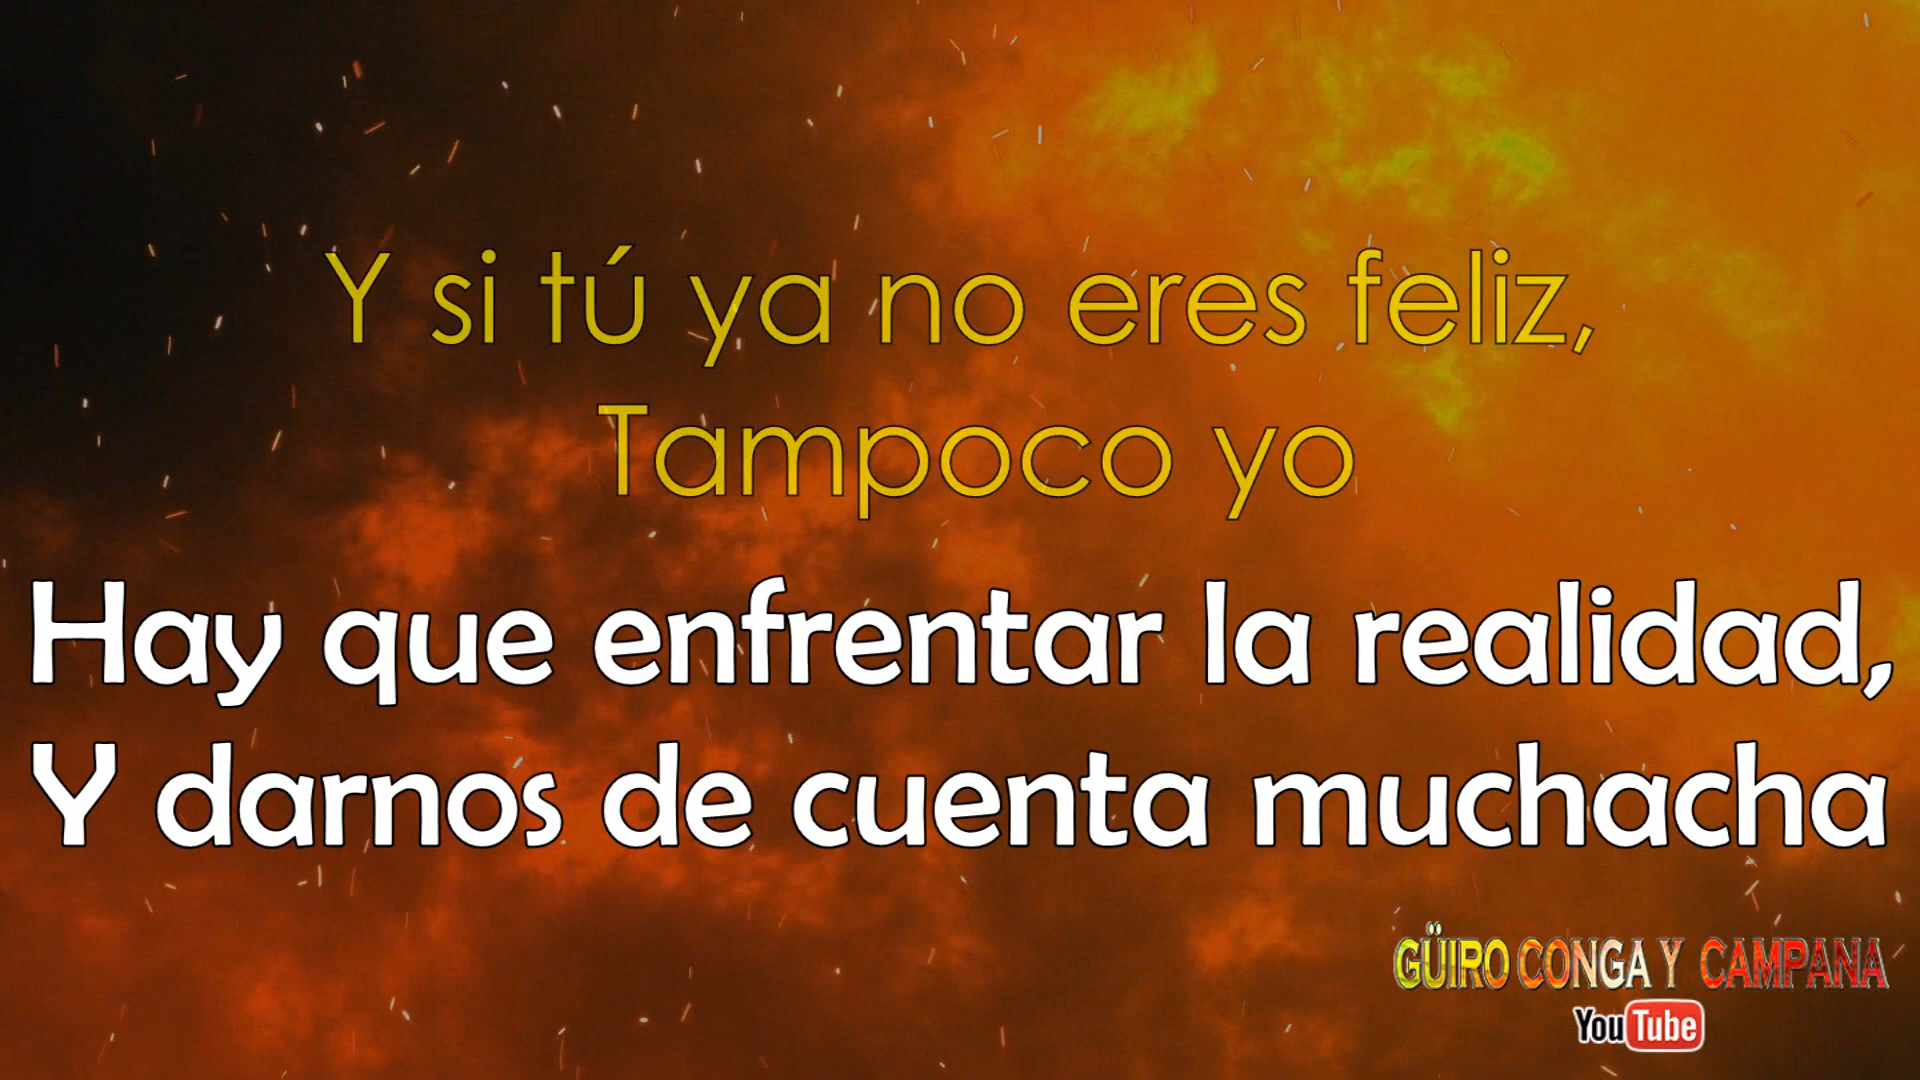 Y si tú ya no eres feliz,
Tampoco yo
Hay que enfrentar la realidad,
Y darnos de cuenta muchacha
GÜIRO CONGA Y CAMPANA
YouTube